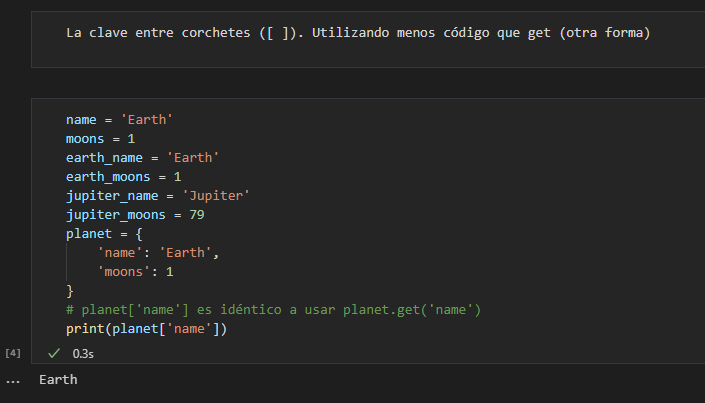 La clave entre corchetes ([ ]). Utilizando menos código que get (otra forma)
name = 'Earth'
moons = 1
earth_name = 'Earth'
earth_moons = 1
jupiter_name = 'Jupiter'
jupiter_moons = 79
planet = {
    'name': 'Earth',
    'moons': 1
}
# planet['name'] es idéntico a usar planet.get('name')
print(planet['name'])
[4] ✓ 0.3s
... Earth